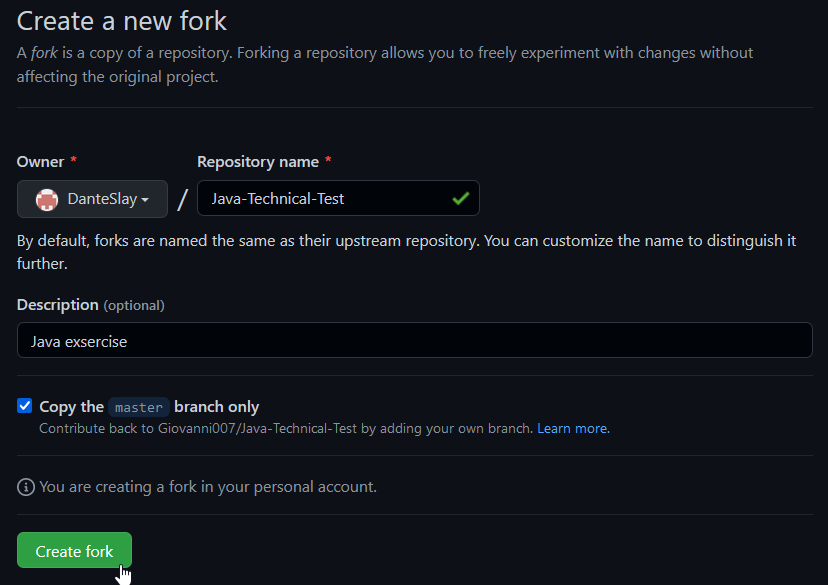 Create a new fork
A fork is a copy of a repository. Forking a repository allows you to freely experiment with changes without
affecting the original project.
Owner *
Repository name *
DanteSlay / Java-Technical-Test
By default, forks are named the same as their upstream repository. You can customize the name to distinguish it
further.
Description (optional)
Java exsercise
Copy the master branch only
Contribute back to Giovanni007/Java-Technical-Test by adding your own branch. Learn more.
You are creating a fork in your personal account.
Create fork